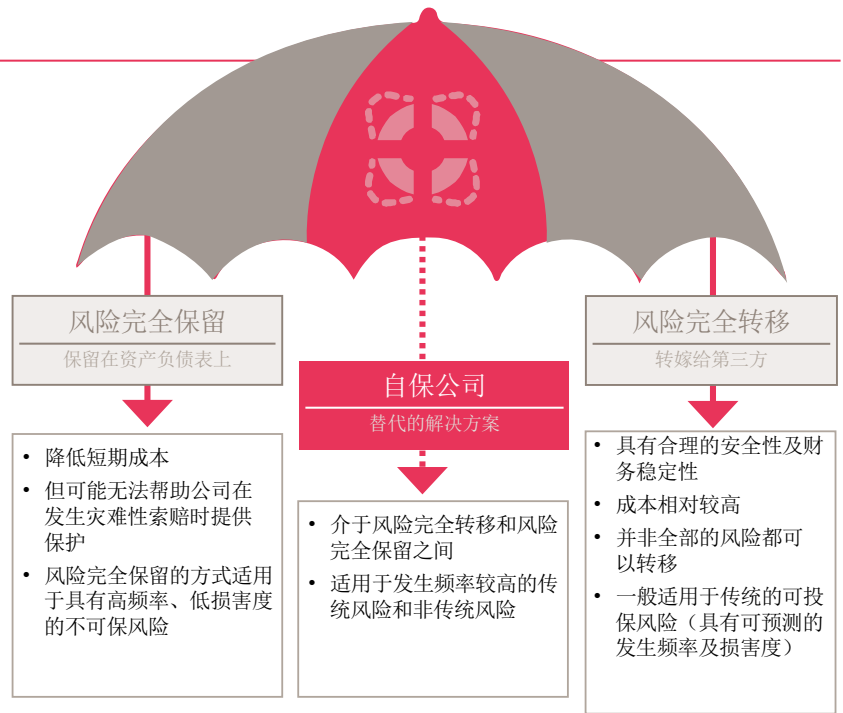 风险完全保留
保留在资产负债表上
• 降低短期成本
• 但可能无法帮助公司在
发生灾难性索赔时提供
保护
• 风险完全保留的方式适用
于具有高频率、低损害度
的不可保风险
自保公司
替代的解决方案
• 介于风险完全转移和风险
完全保留之间
• 适用于发生频率较高的传
统风险和非传统风险
风险完全转移
转嫁给第三方
• 具有合理的安全性及财
务稳定性
• 成本相对较高
• 并非全部的风险都可
以转移
• 一般适用于传统的可投
保风险（具有可预测的
发生频率及损害度）